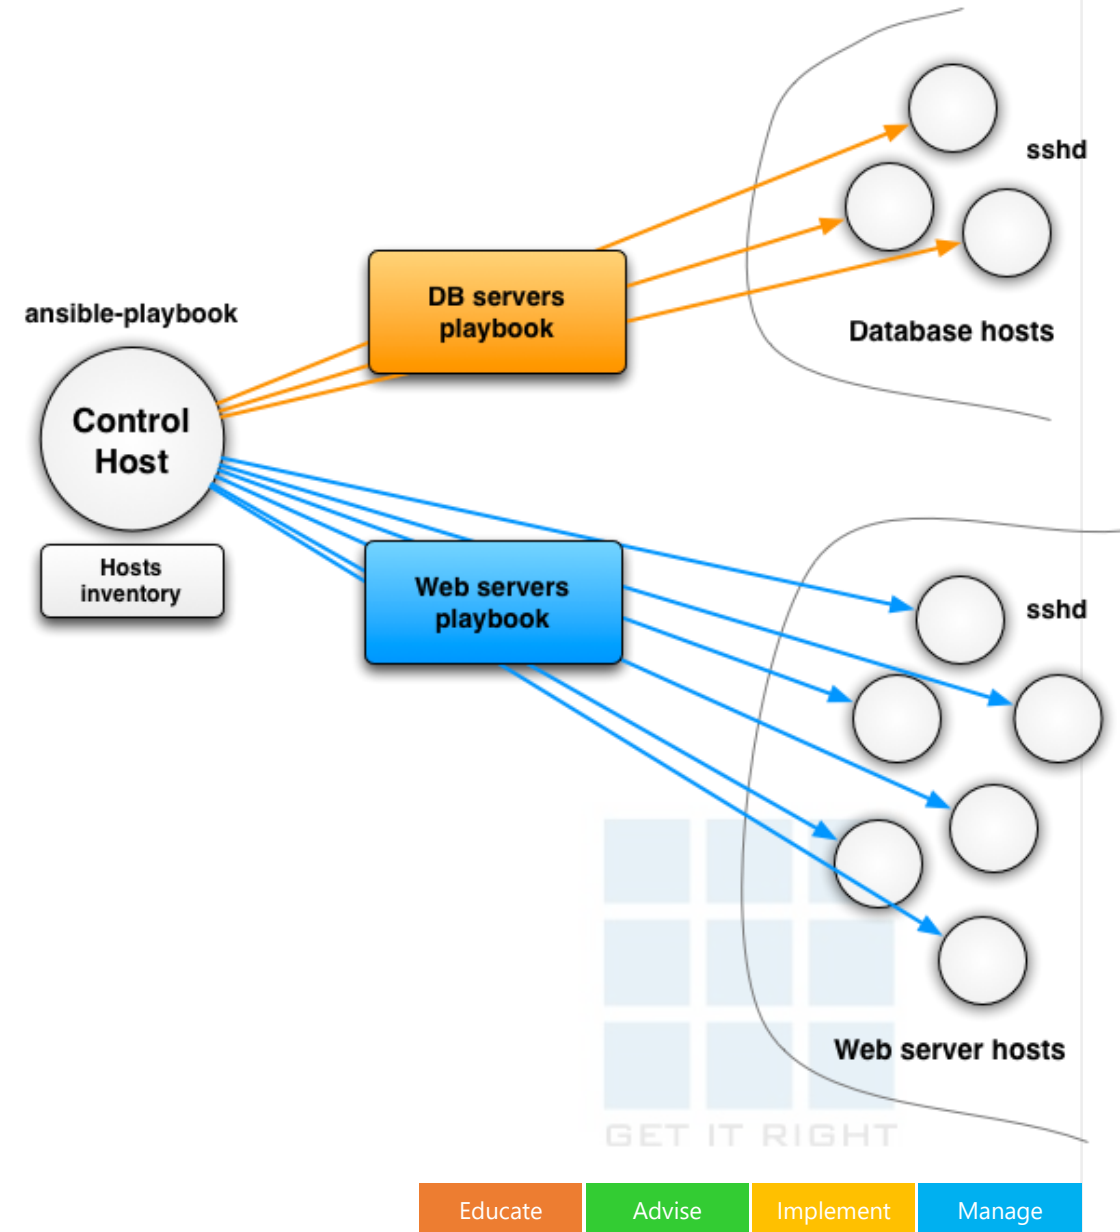 sshd
ansible-playbook
DB servers
playbook
Database hosts
Control
Host
Hosts
inventory
Web servers
playbook
sshd
Web server hosts
GET IT RIGHT
Educate
Advise
Implement
Manage